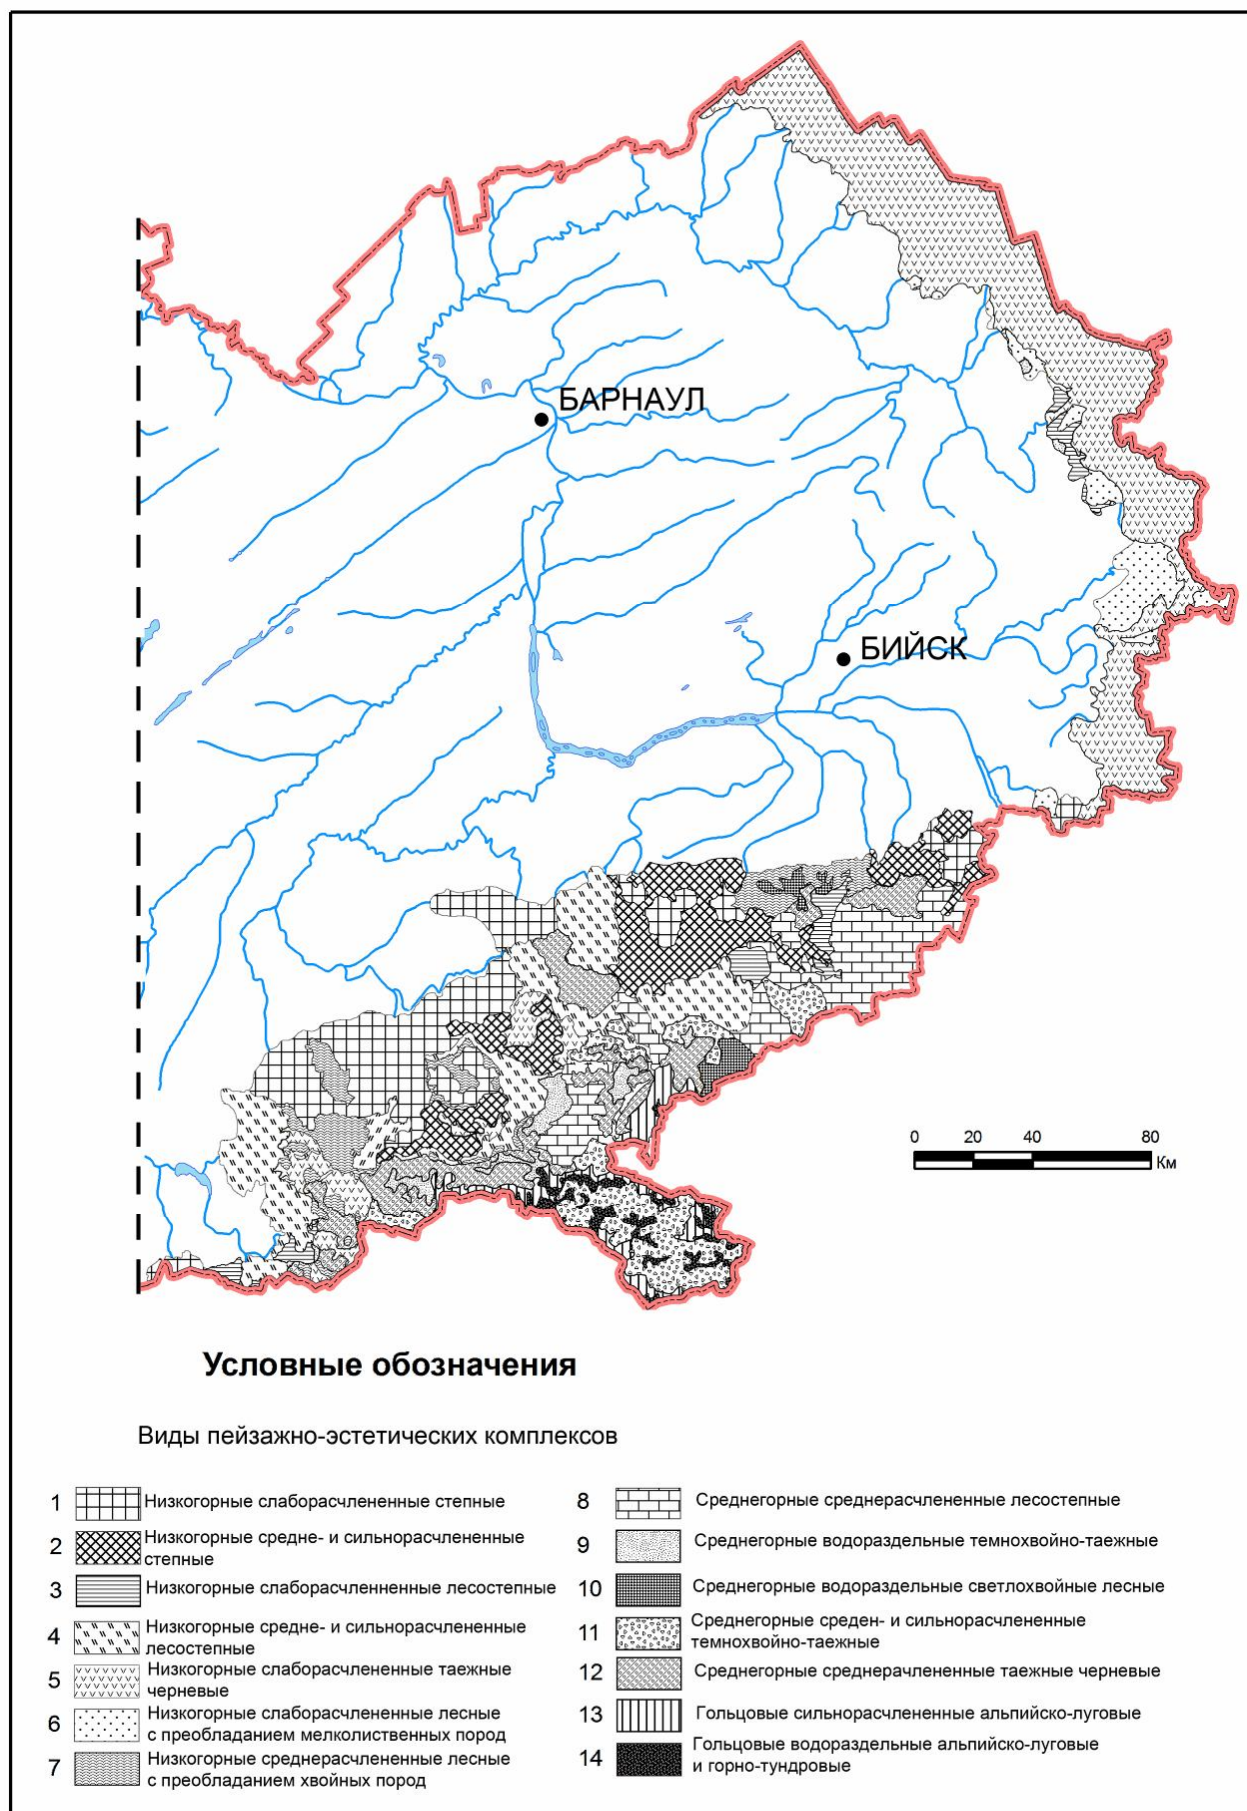 БАРНАУЛ
БИЙСК
0 20 40 80
Км
Условные обозначения
Виды пейзажно-эстетических комплексов
1 Низкогорные слаборасчлененные степные
2 Низкогорные средне- и сильнорасчлененные
степные
3 Низкогорные слаборасчлнненные лесостепные
4 Низкогорные средне- и сильнорасчлененные
лесостепные
5 Низкогорные слаборасчлененные таежные
черневые
6 Низкогорные слаборасчлененные лесные
с преобладанием мелколиственных пород
7 Низкогорные среднерасчлененные лесные
с преобладанием хвойных пород
8 Среднегорные среднерасчлененные лесостепные
9 Среднегорные водораздельные темнохвойно-таежные
10 Среднегорные водораздельные светлохвойные лесные
11 Среднегорные среден- и сильнорасчлененные
темнохвойно-таежные
12 Среднегорные среднерачлененные таежные черневые
13 Гольцовые сильнорасчлененные альпийско-луговые
14 Гольцовые водораздельные альпийско-луговые
и горно-тундровые